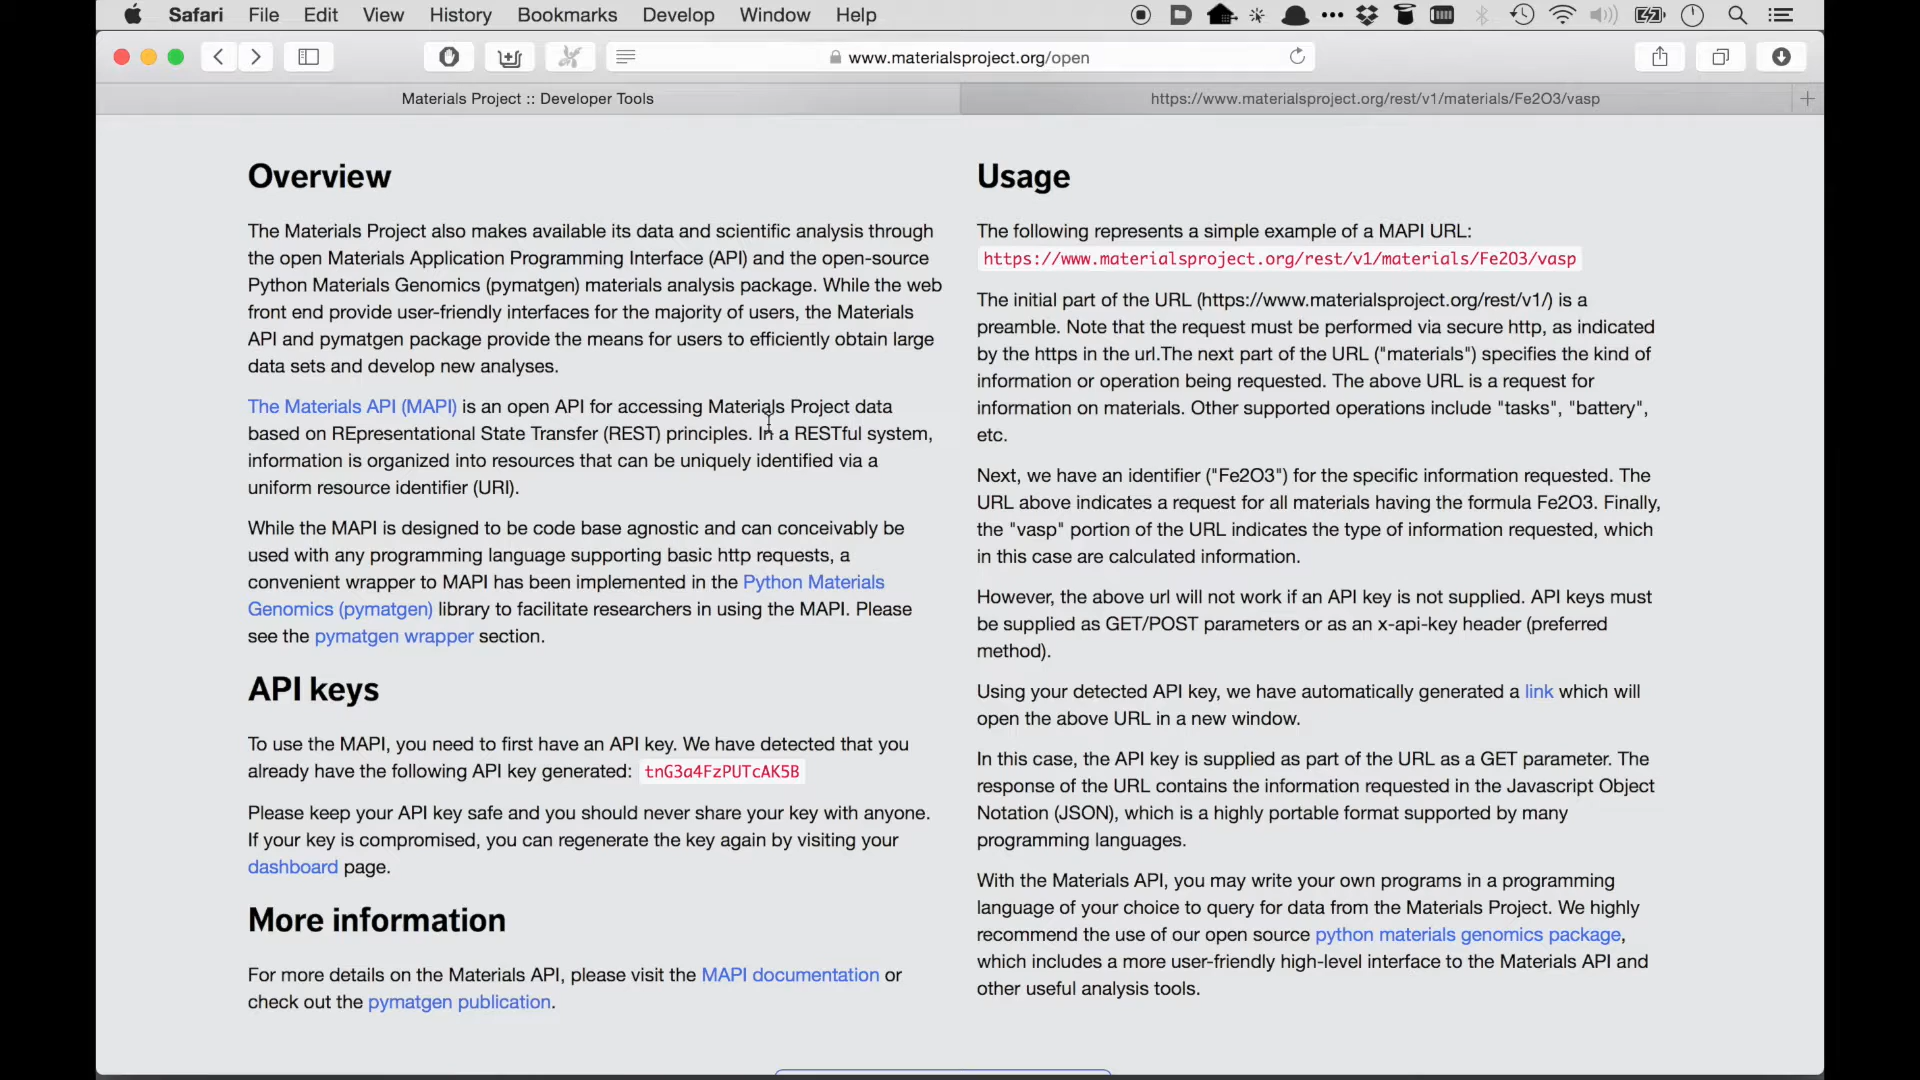 Safari File Edit View History Bookmarks Develop Window Help
www.materialsproject.org/open
Materials Project :: Developer Tools
https://www.materialsproject.org/rest/v1/materials/Fe2O3/vasp
Overview
The Materials Project also makes available its data and scientific analysis through
the open Materials Application Programming Interface (API) and the open-source
Python Materials Genomics (pymatgen) materials analysis package. While the web
front end provide user-friendly interfaces for the majority of users, the Materials
API and pymatgen package provide the means for users to efficiently obtain large
data sets and develop new analyses.
The Materials API (MAPI) is an open API for accessing Materials Project data
based on REpresentational State Transfer (REST) principles. In a RESTful system,
information is organized into resources that can be uniquely identified via a
uniform resource identifier (URI).
While the MAPI is designed to be code base agnostic and can conceivably be
used with any programming language supporting basic http requests, a
convenient wrapper to MAPI has been implemented in the Python Materials
Genomics (pymatgen) library to facilitate researchers in using the MAPI. Please
see the pymatgen wrapper section.
API keys
To use the MAPI, you need to first have an API key. We have detected that you
already have the following API key generated: tnG3a4FzPUTcAK5B
Please keep your API key safe and you should never share your key with anyone.
If your key is compromised, you can regenerate the key again by visiting your
dashboard page.
More information
For more details on the Materials API, please visit the MAPI documentation or
check out the pymatgen publication.
Usage
The following represents a simple example of a MAPI URL:
https://www.materialsproject.org/rest/v1/materials/Fe2O3/vasp
The initial part of the URL (https://www.materialsproject.org/rest/v1/) is a
preamble. Note that the request must be performed via secure http, as indicated
by the https in the url.The next part of the URL ("materials") specifies the kind of
information or operation being requested. The above URL is a request for
information on materials. Other supported operations include "tasks", "battery",
etc.
Next, we have an identifier ("Fe2O3") for the specific information requested. The
URL above indicates a request for all materials having the formula Fe2O3. Finally,
the "vasp" portion of the URL indicates the type of information requested, which
in this case are calculated information.
However, the above url will not work if an API key is not supplied. API keys must
be supplied as GET/POST parameters or as an x-api-key header (preferred
method).
Using your detected API key, we have automatically generated a link which will
open the above URL in a new window.
In this case, the API key is supplied as part of the URL as a GET parameter. The
response of the URL contains the information requested in the Javascript Object
Notation (JSON), which is a highly portable format supported by many
programming languages.
With the Materials API, you may write your own programs in a programming
language of your choice to query for data from the Materials Project. We highly
recommend the use of our open source python materials genomics package,
which includes a more user-friendly high-level interface to the Materials API and
other useful analysis tools.